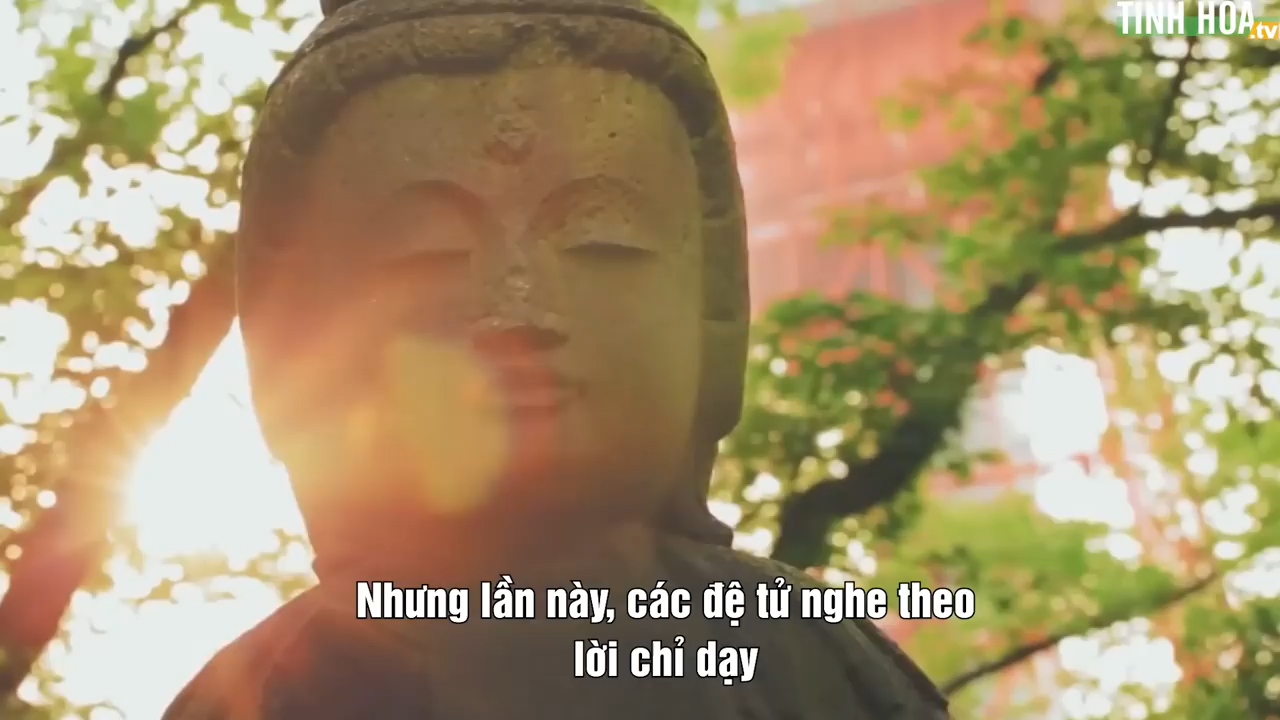 TINH HOA
.tv
Nhưng lần này, các đệ tử nghe theo
lời chỉ dạy